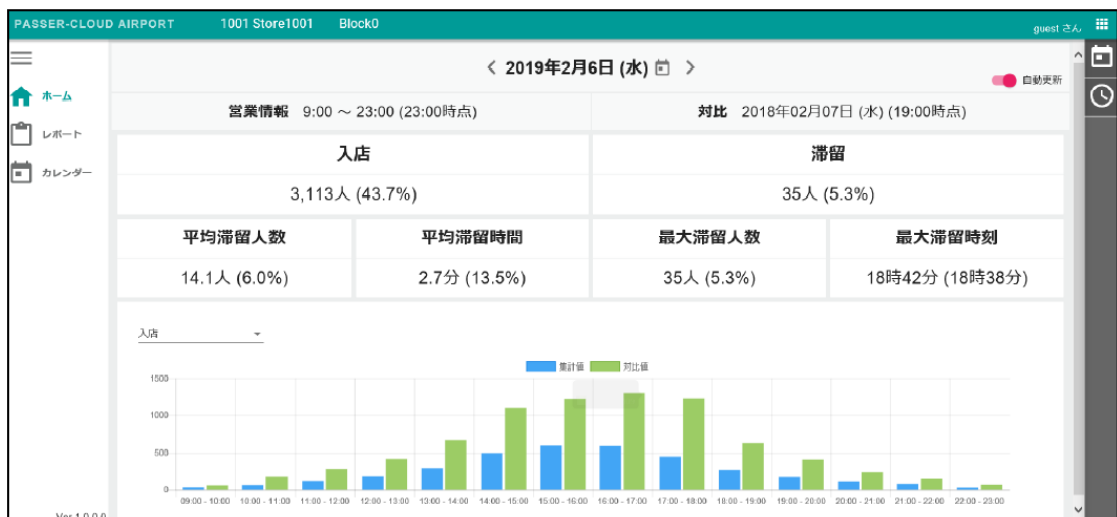 PASSER-CLOUD AIRPORT 1001 Store1001 Block0 guest さん
2019年2月6日 (水)
自動更新
ホーム
レポート
カレンダー
営業情報 9:00 ～ 23:00 (23:00時点) 対比 2018年02月07日 (水) (19:00時点)
入店 滞留
3,113人 (43.7%) 35人 (5.3%)
平均滞留人数 平均滞留時間 最大滞留人数 最大滞留時刻
14.1人 (6.0%) 2.7分 (13.5%) 35人 (5.3%) 18時42分 (18時38分)
入店
集計値 対比値
1500
1000
500
0
09:00 - 10:00 10:00 - 11:00 11:00 - 12:00 12:00 - 13:00 13:00 - 14:00 14:00 - 15:00 15:00 - 16:00 16:00 - 17:00 17:00 - 18:00 18:00 - 19:00 19:00 - 20:00 20:00 - 21:00 21:00 - 22:00 22:00 - 23:00
Ver 1.0.0.0